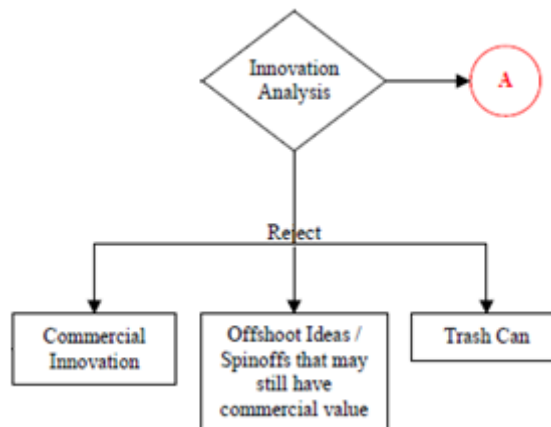 Innovation
Analysis
A
Reject
Commercial
Innovation
Offshoot Ideas /
Spinoffs that may
still have
commercial value
Trash Can